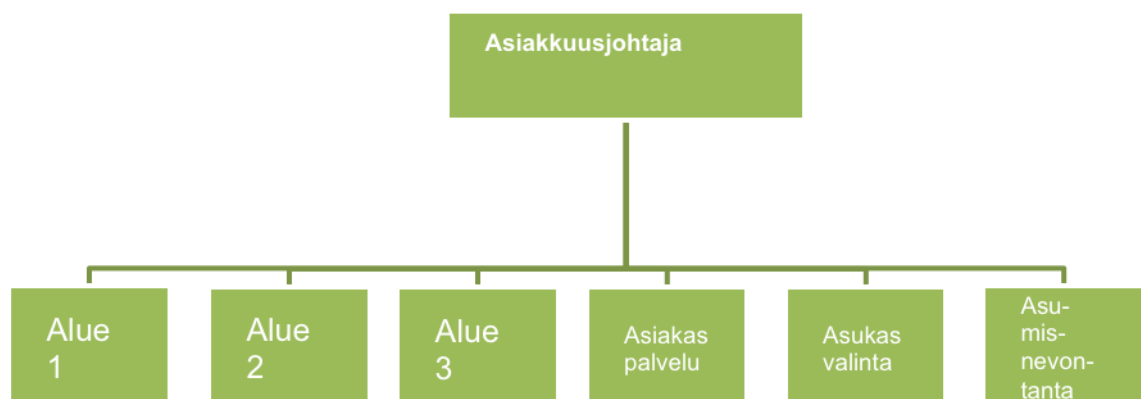 Asiakkuusjohtaja
Alue
1
Alue
2
Alue
3
Asiakas
palvelu
Asukas
valinta
Asu-
mis-
nevon-
tanta